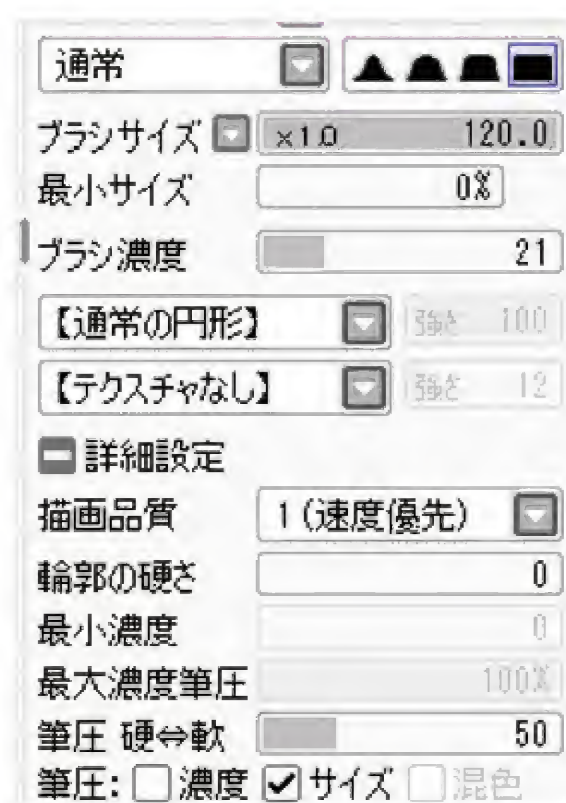 通常
ブラシサイズ ×1.0 120.0
最小サイズ 0%
ブラシ濃度 21
【通常の円形】 強さ 100
【テクスチャなし】 強さ 12
詳細設定
描画品質 1(速度優先)
輪郭の硬さ 0
最小濃度 0
最大濃度筆圧 100%
筆圧 硬⇔軟 50
筆圧: 濃度 サイズ 混色